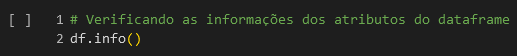 [ ] 1 # Verificando as informações dos atributos do dataframe
2 df.info()